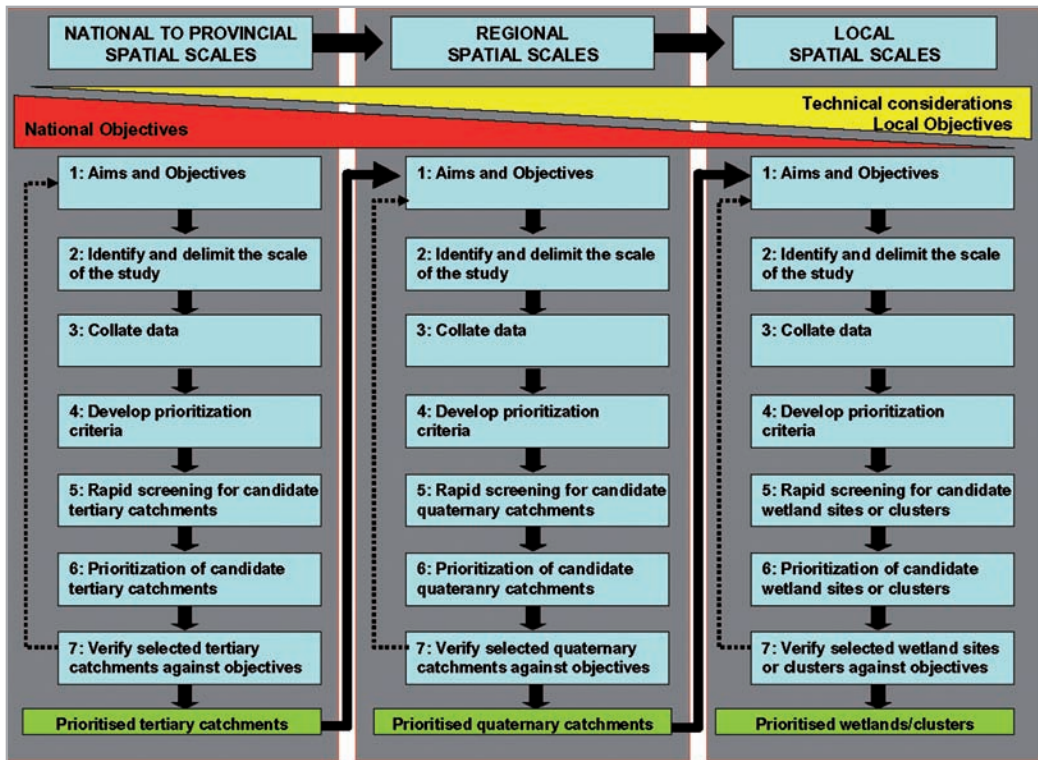 NATIONAL TO PROVINCIAL
SPATIAL SCALES
REGIONAL
SPATIAL SCALES
LOCAL
SPATIAL SCALES
Technical considerations
Local Objectives
National Objectives
1: Aims and Objectives
2: Identify and delimit the scale
of the study
3: Collate data
4: Develop prioritization
criteria
5: Rapid screening for candidate
tertiary catchments
6: Prioritization of candidate
tertiary catchments
7: Verify selected tertiary
catchments against objectives
Prioritised tertiary catchments
1: Aims and Objectives
2: Identify and delimit the scale
of the study
3: Collate data
4: Develop prioritization
criteria
5: Rapid screening for candidate
quaternary catchments
6: Prioritization of candidate
quateranry catchments
7: Verify selected quaternary
catchments against objectives
Prioritised quaternary catchments
1: Aims and Objectives
2: Identify and delimit the scale
of the study
3: Collate data
4: Develop prioritization
criteria
5: Rapid screening for candidate
wetland sites or clusters
6: Prioritization of candidate
wetland sites or clusters
7: Verify selected wetland sites
or clusters against objectives
Prioritised wetlands/clusters